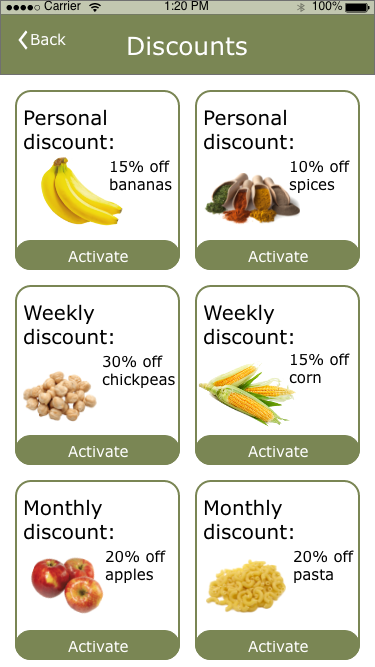 Carrier 1:20 PM 100%
Back Discounts
Personal
discount:
15% off
bananas
Activate
Personal
discount:
10% off
spices
Activate
Weekly
discount:
30% off
chickpeas
Activate
Weekly
discount:
15% off
corn
Activate
Monthly
discount:
20% off
apples
Activate
Monthly
discount:
20% off
pasta
Activate